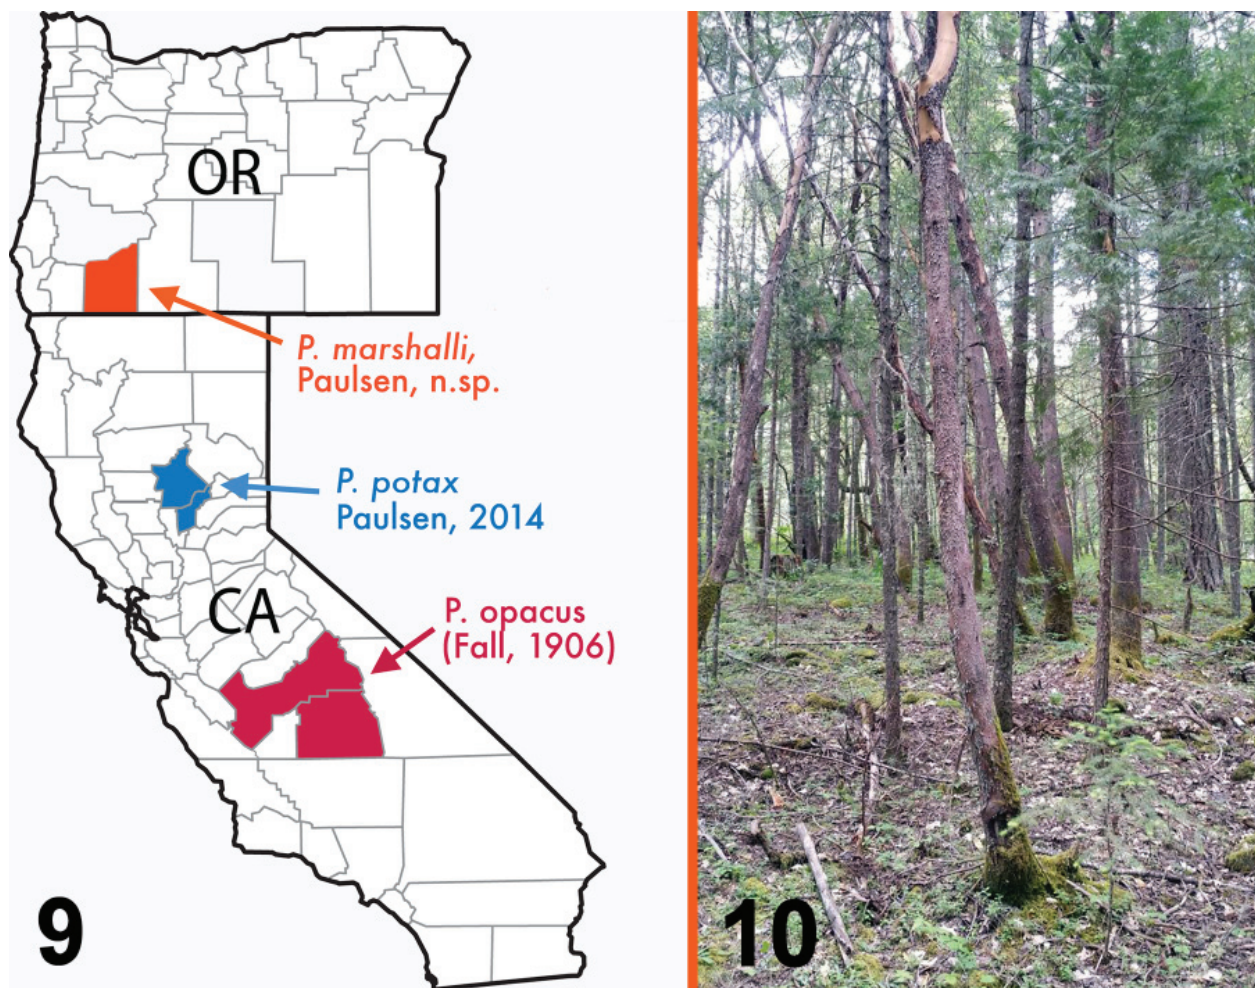 OR
P. marshalli,
Paulsen, n.sp.
P. potax
Paulsen, 2014
CA
P. opacus
(Fall, 1906)
9
10